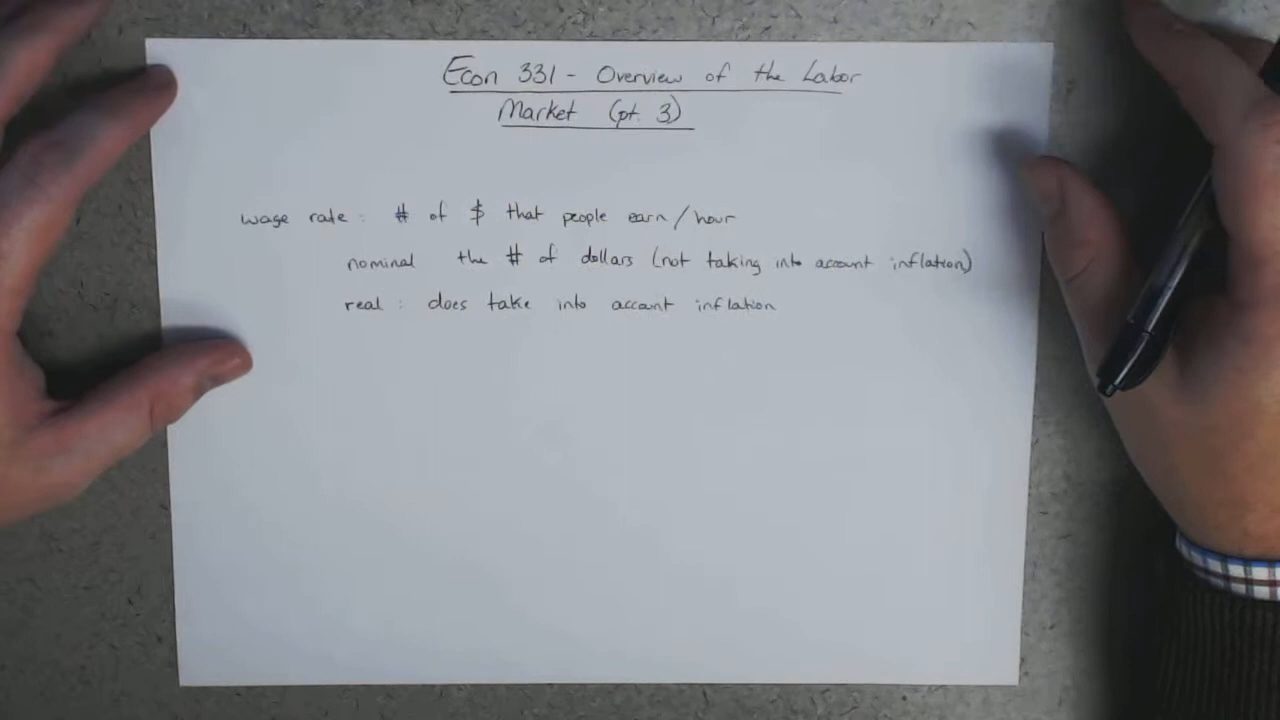 Econ 331 - Overview of the Labor
Market (pt. 3)
wage rate : # of $ that people earn/hour
nominal the # of dollars (not taking into account inflation)
real : does take into account inflation